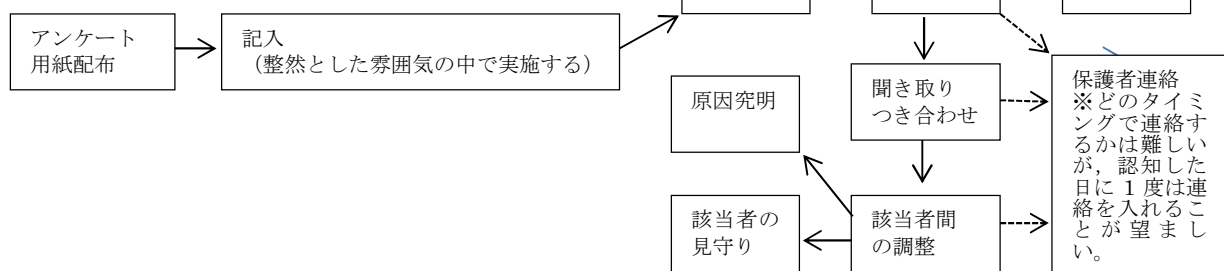 アンケート
用紙配布
記入
（整然とした雰囲気の中で実施する）
原因究明
聞き取り
つき合わせ
該当者の
見守り
該当者間
の調整
保護者連絡
※どのタイミ
ングで連絡す
るかは難しい
が，認知した
日に 1 度は連
絡を入れるこ
とが望まし
い。